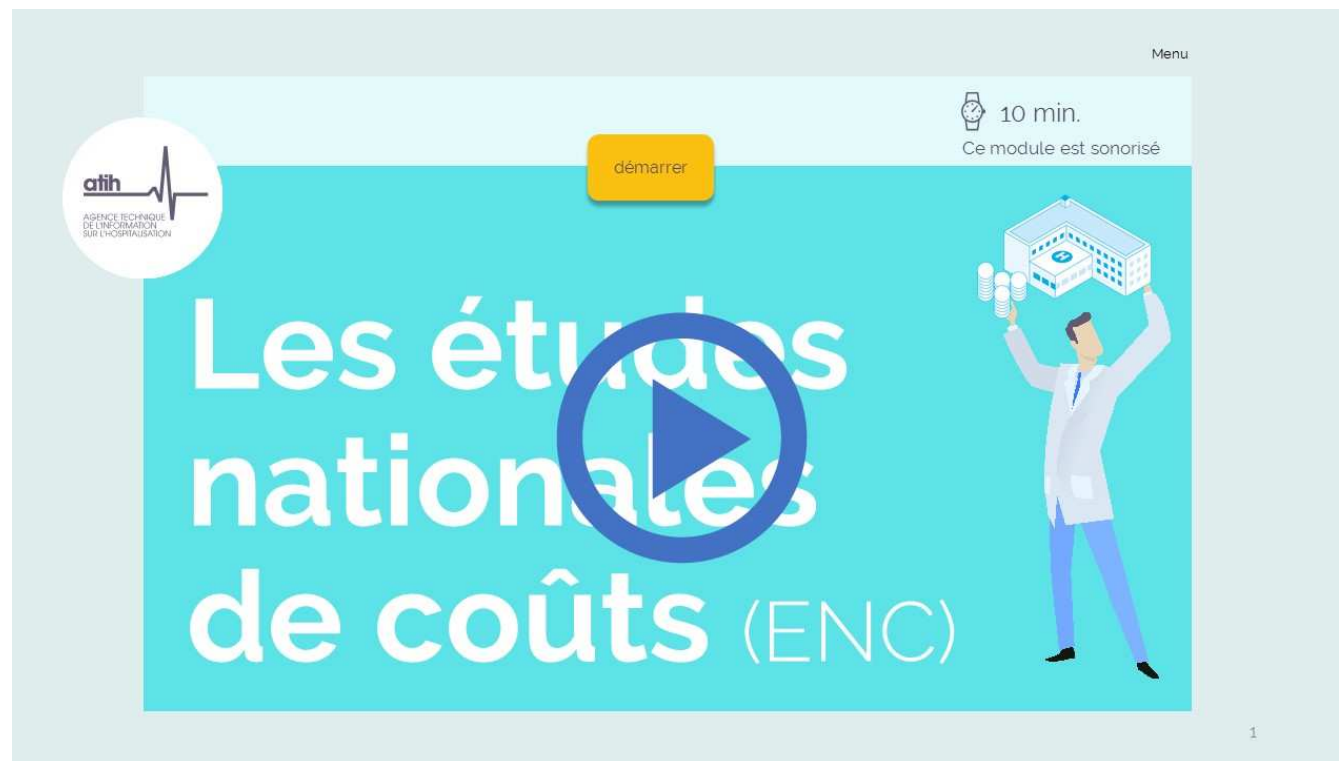 Menu
10 min.
Ce module est sonorisé
démarrer
atih
AGENCE TECHNIQUE
DE L'INFORMATION
SUR L'HOSPITALISATION
H
Les études
nationales
de coûts (ENC)
1